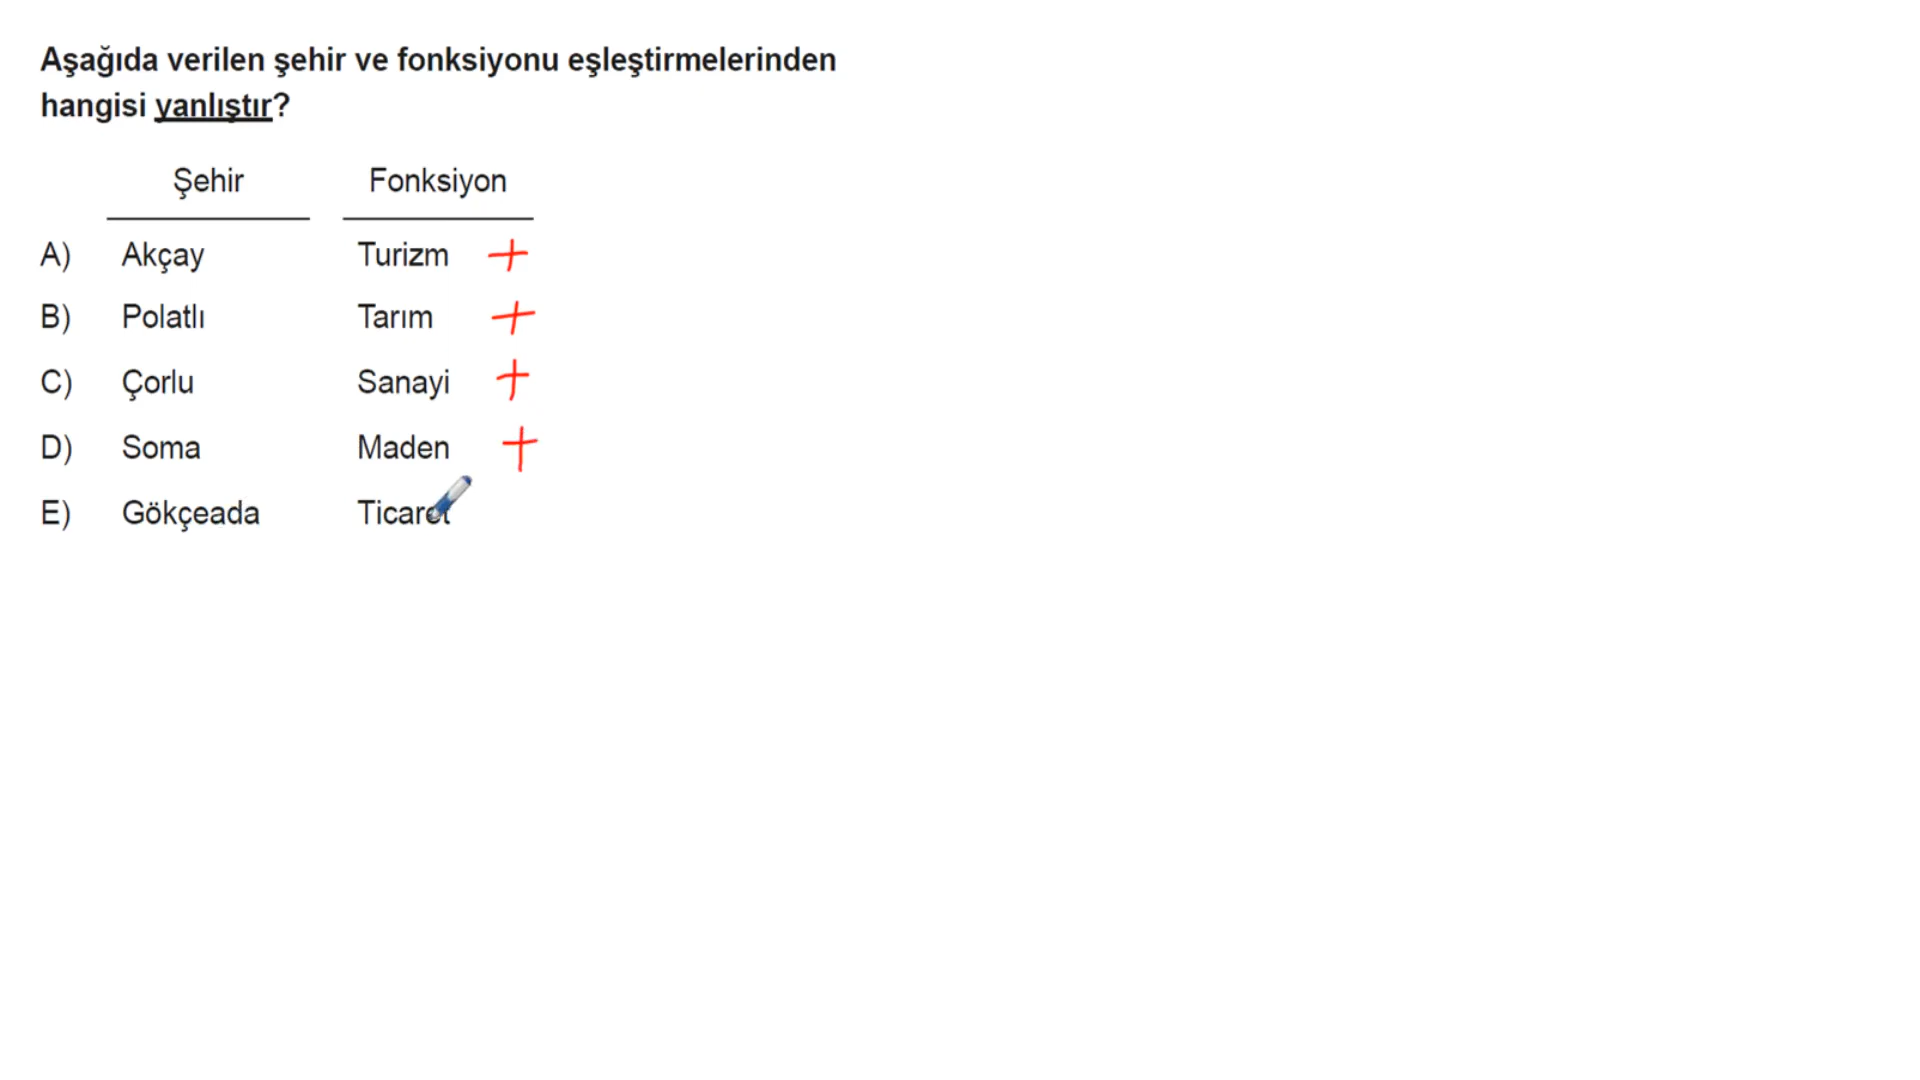 Aşağıda verilen şehir ve fonksiyonu eşleştirmelerinden
hangisi yanlıştır?
Şehir Fonksiyon
A) Akçay Turizm +
B) Polatlı Tarım +
C) Çorlu Sanayi +
D) Soma Maden +
E) Gökçeada Ticaret